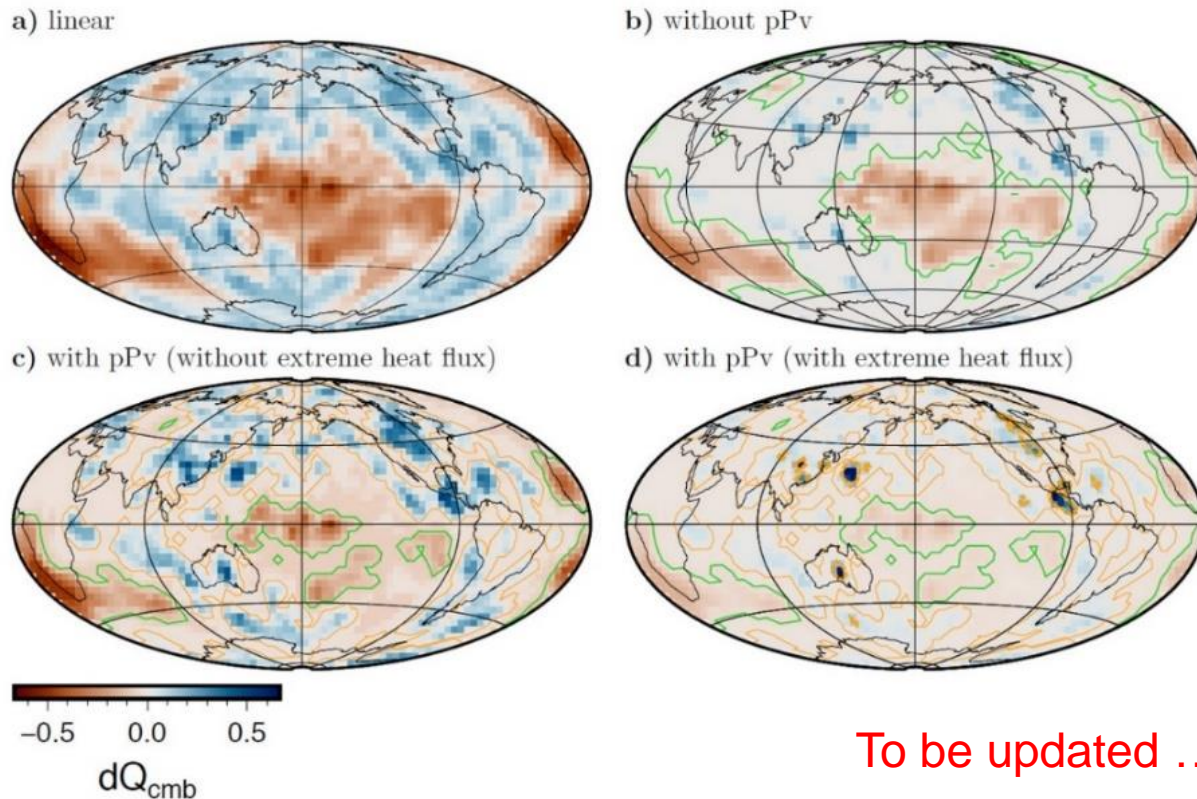 a) linear
b) without pPv
c) with pPv (without extreme heat flux)
d) with pPv (with extreme heat flux)
−0.5 0.0 0.5
dQcmb
To be updated ..